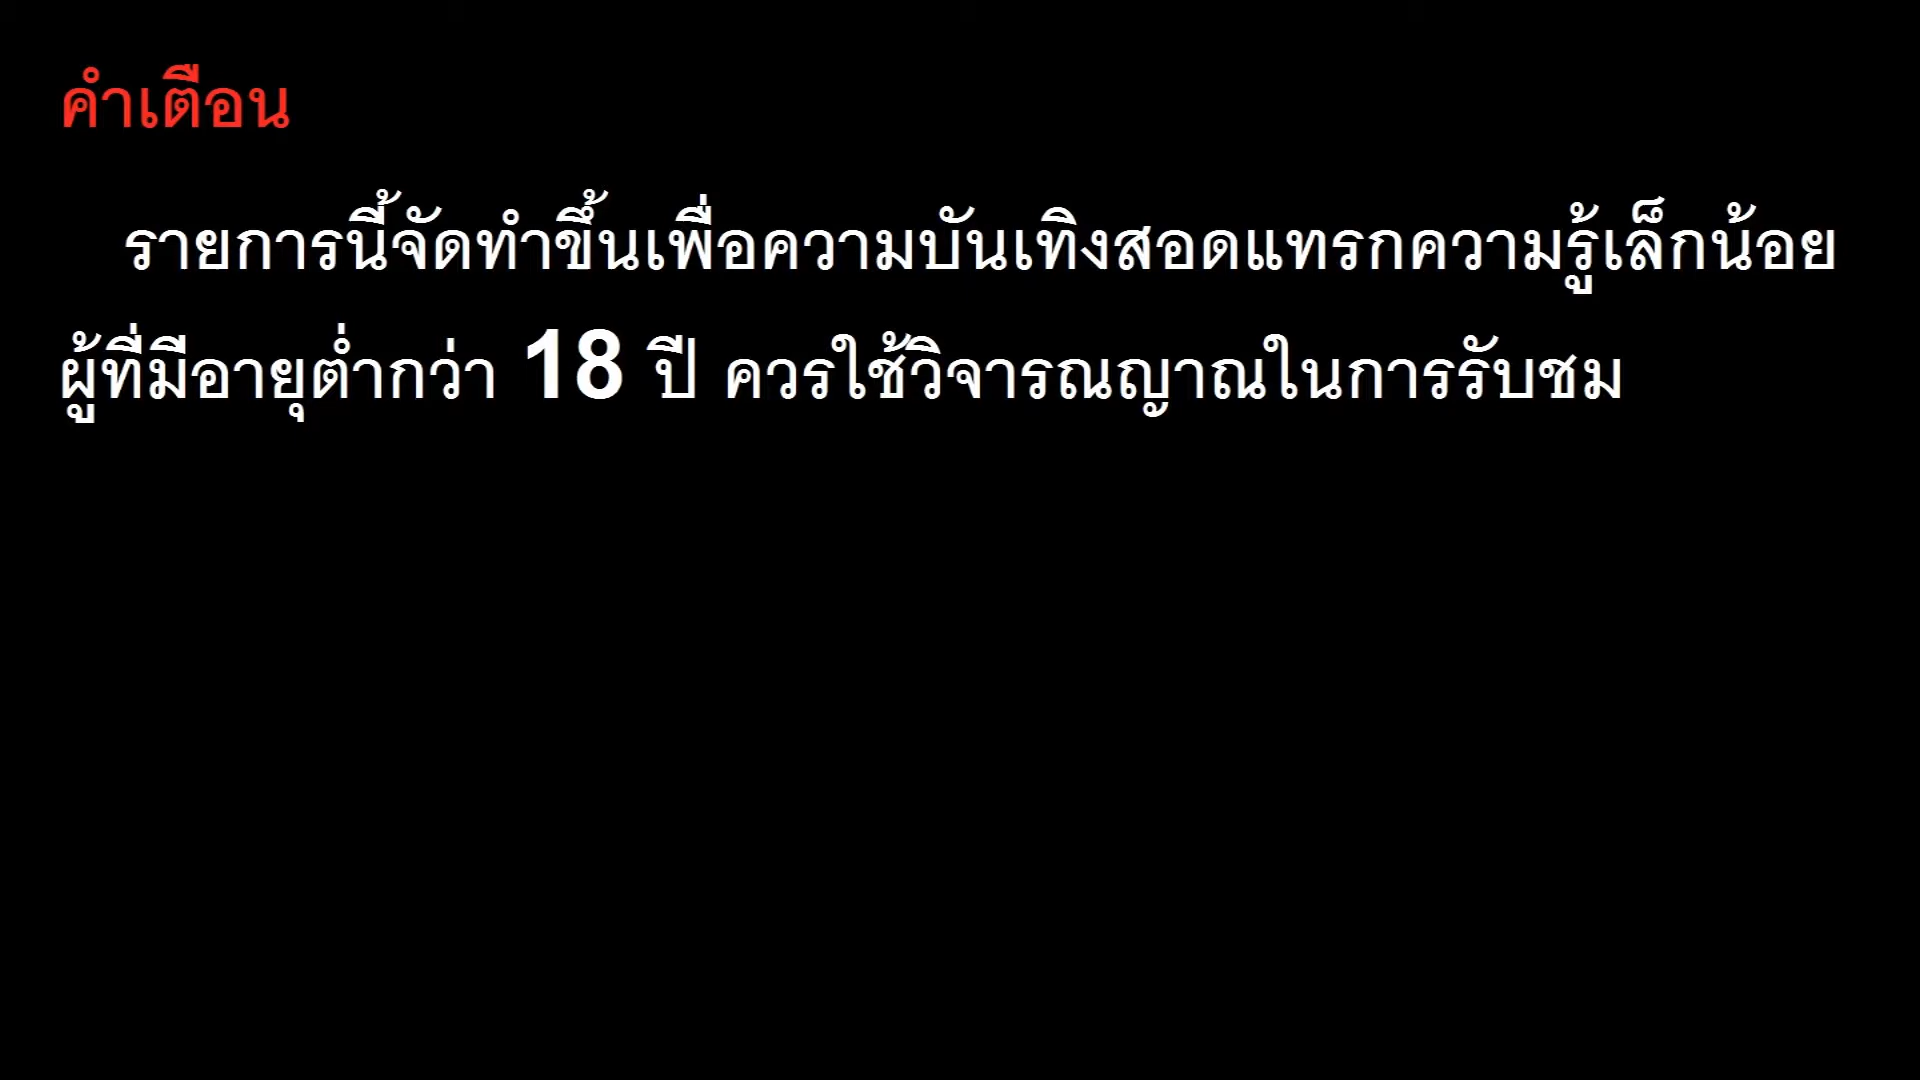 คำเตือน
รายการนี้จัดทำขึ้นเพื่อความบันเทิงสอดแทรกความรู้เล็กน้อย
ผู้ที่มีอายุต่ำกว่า 18 ปี ควรใช้วิจารณญาณในการรับชม